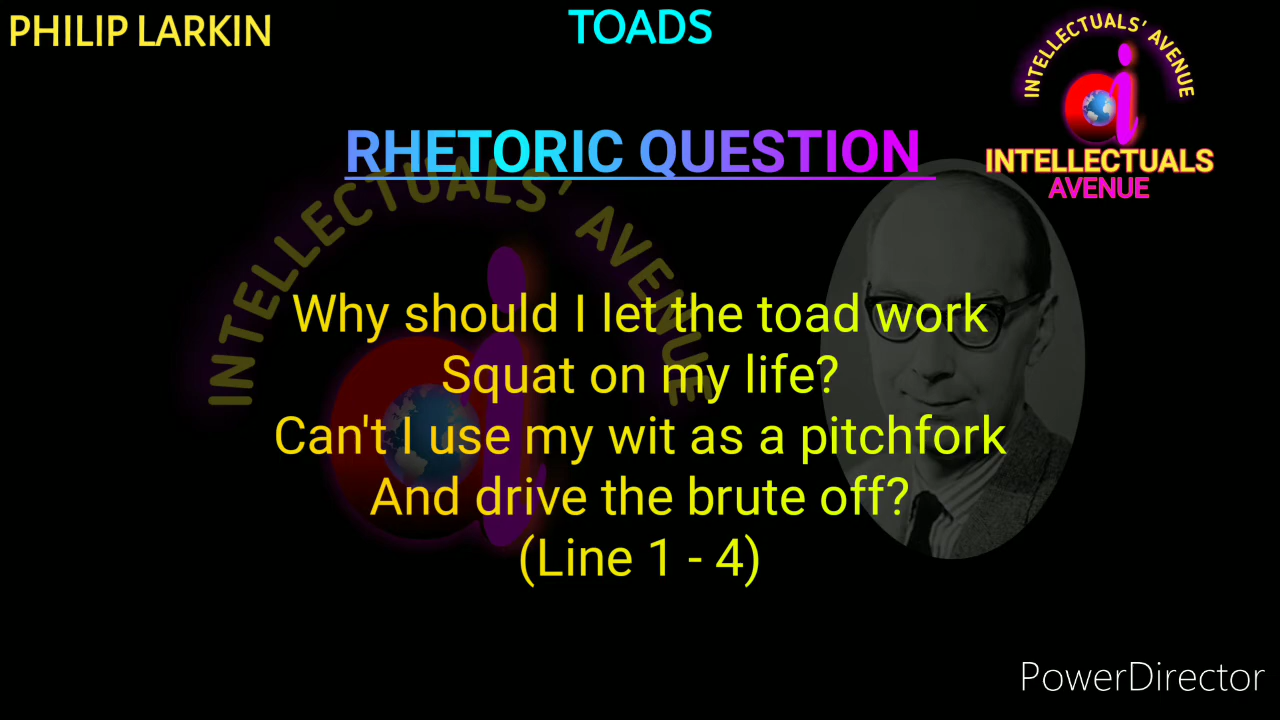 PHILIP LARKIN
TOADS
INTELLECTUALS' AVENUE
INTELLECTUALS
AVENUE
RHETORIC QUESTION
INTELLECTUALS' AVENUE
Why should I let the toad work
Squat on my life?
Can't I use my wit as a pitchfork
And drive the brute off?
(Line 1 - 4)
PowerDirector